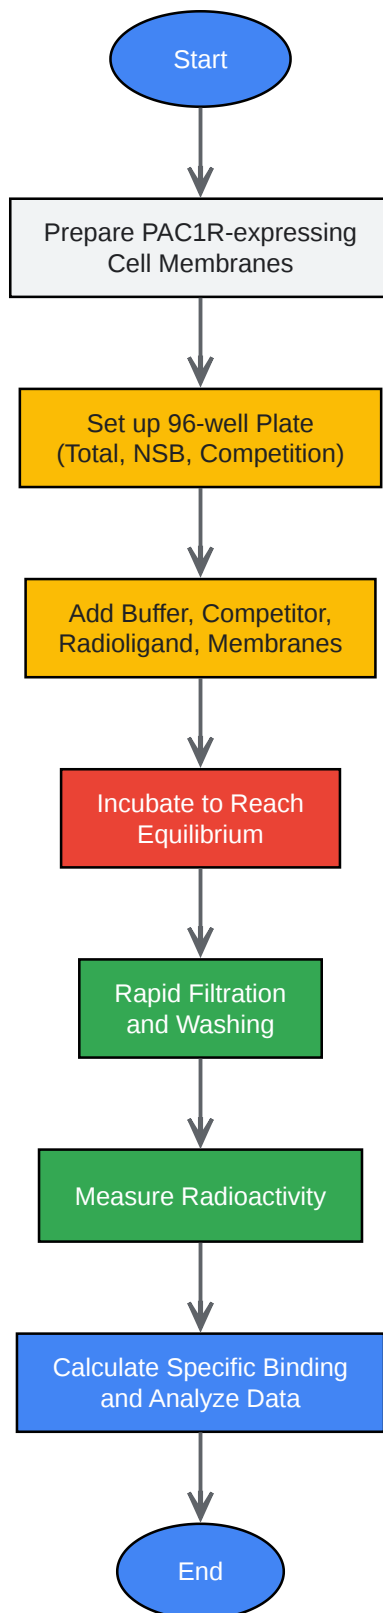 Start
Prepare PAC1R-expressing
Cell Membranes
Set up 96-well Plate
(Total, NSB, Competition)
Add Buffer, Competitor,
Radioligand, Membranes
Incubate to Reach
Equilibrium
Rapid Filtration
and Washing
Measure Radioactivity
Calculate Specific Binding
and Analyze Data
End